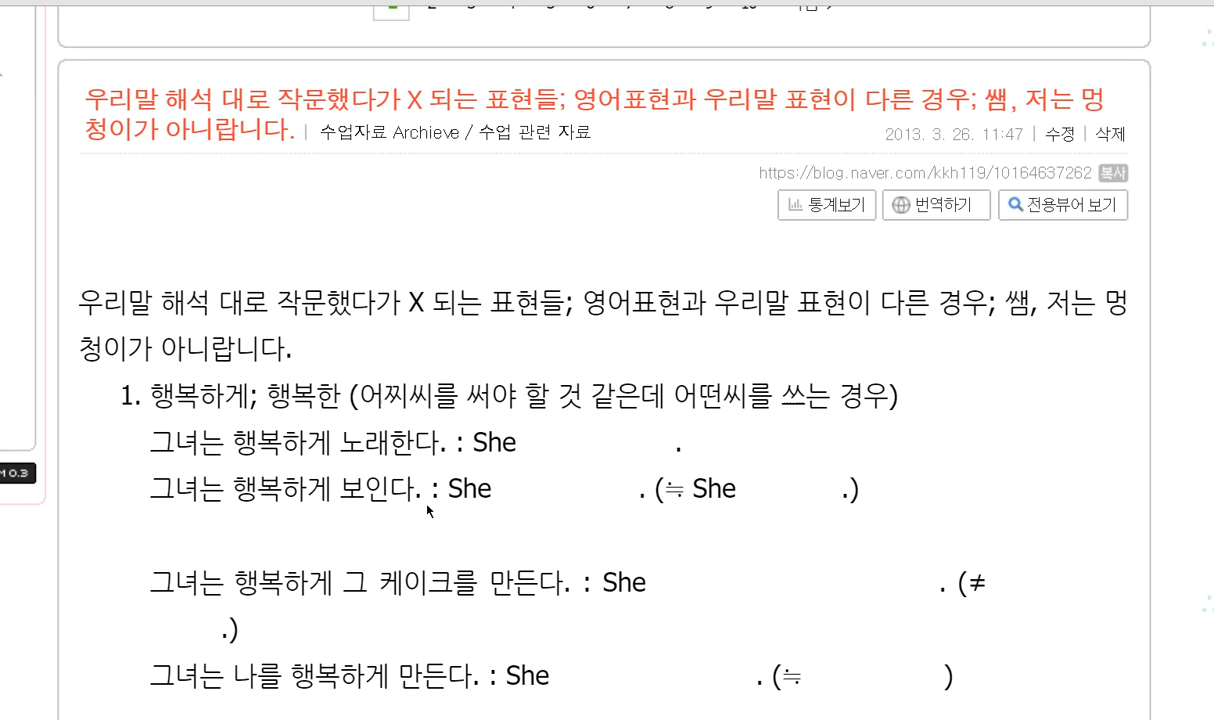 우리말 해석 대로 작문했다가 X 되는 표현들; 영어표현과 우리말 표현이 다른 경우; 쌤, 저는 멍
청이가 아니랍니다. | 수업자료 Archieve / 수업 관련 자료 2013. 3. 26. 11:47 | 수정 | 삭제
https://blog.naver.com/kkh119/10164637262 복사
통계보기 번역하기 전용뷰어 보기
우리말 해석 대로 작문했다가 X 되는 표현들; 영어표현과 우리말 표현이 다른 경우; 쌤, 저는 멍
청이가 아니랍니다.
1. 행복하게; 행복한 (어찌씨를 써야 할 것 같은데 어떤씨를 쓰는 경우)
그녀는 행복하게 노래한다. : She .
그녀는 행복하게 보인다. : She . (≒ She .)
M 0.3
그녀는 행복하게 그 케이크를 만든다. : She . (≠
.)
그녀는 나를 행복하게 만든다. : She . (≒ )